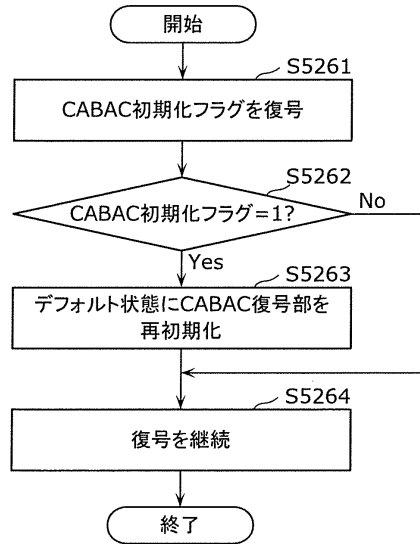 開始
S5261
CABAC初期化フラグを復号
S5262
CABAC初期化フラグ=1?
No
Yes
S5263
デフォルト状態にCABAC復号部を
再初期化
S5264
復号を継続
終了